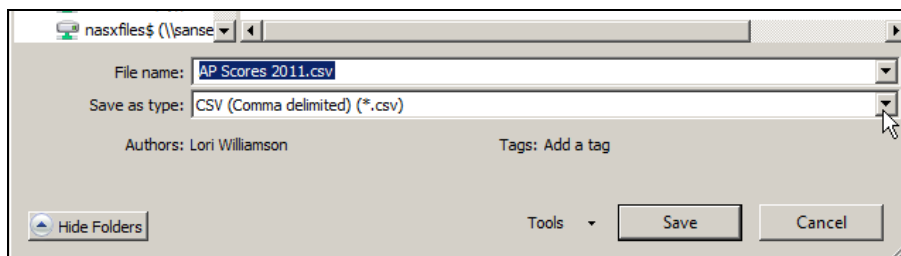 nasxfiles$ (\\sanse
File name: AP Scores 2011.csv
Save as type: CSV (Comma delimited) (*.csv)
Authors: Lori Williamson Tags: Add a tag
Hide Folders Tools Save Cancel